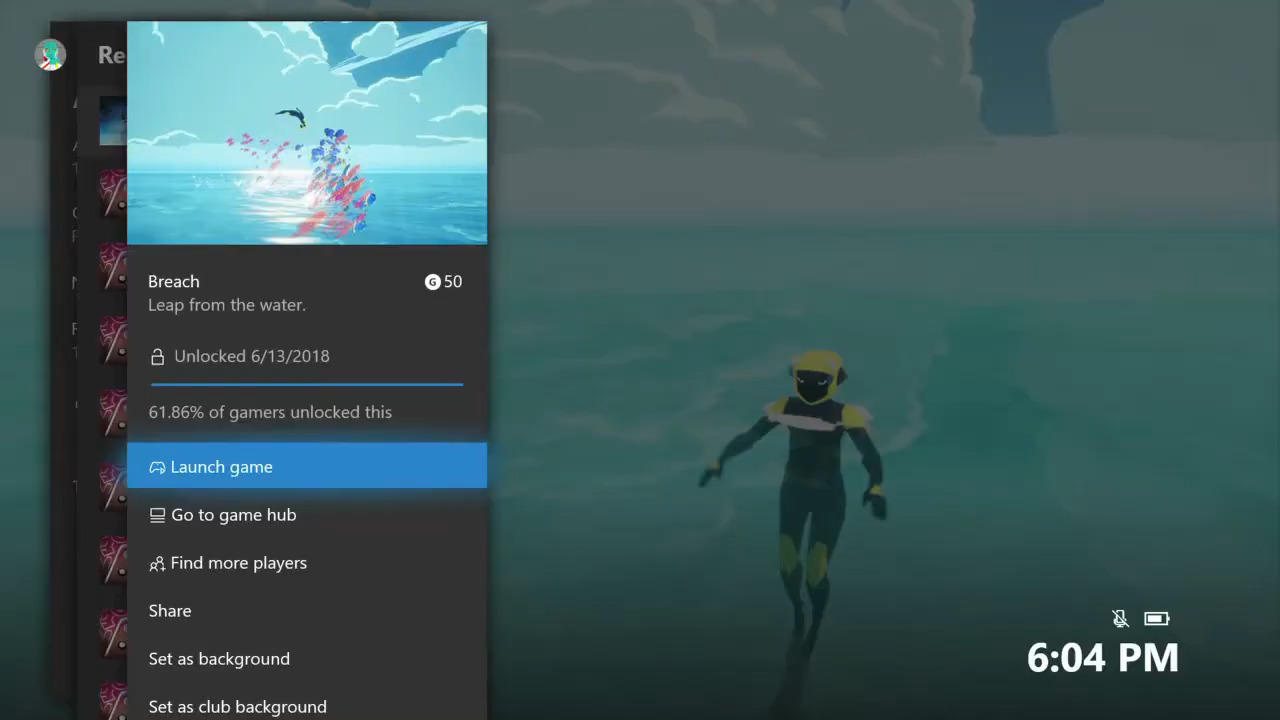 Re
Breach
G 50
Leap from the water.
Unlocked 6/13/2018
61.86% of gamers unlocked this
Launch game
Go to game hub
Find more players
Share
Set as background
Set as club background
6:04 PM